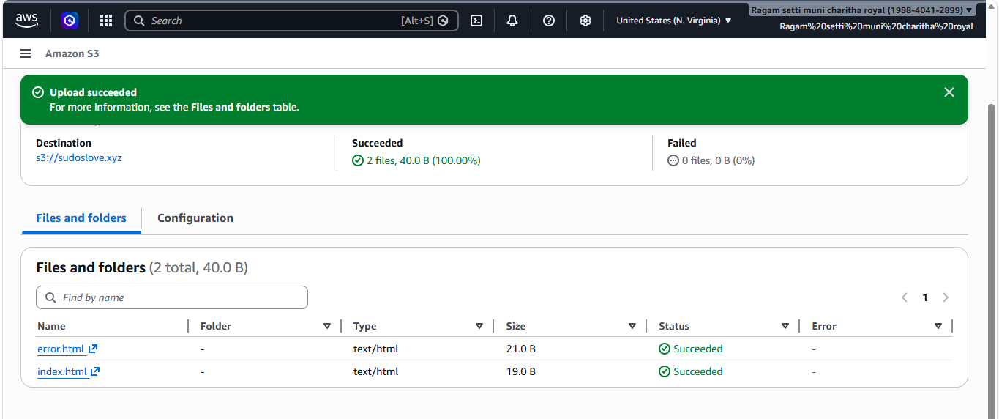 aws
Search [Alt+S]
United States (N. Virginia)
Ragam setti muni charitha royal (1988-4041-2899)
Ragam%20setti%20muni%20charitha%20royal
Amazon S3
Upload succeeded
For more information, see the Files and folders table.
Destination
s3://sudoslove.xyz
Succeeded
2 files, 40.0 B (100.00%)
Failed
0 files, 0 B (0%)
Files and folders Configuration
Files and folders (2 total, 40.0 B)
Find by name
1
Name Folder Type Size Status Error
error.html - text/html 21.0 B Succeeded -
index.html - text/html 19.0 B Succeeded -